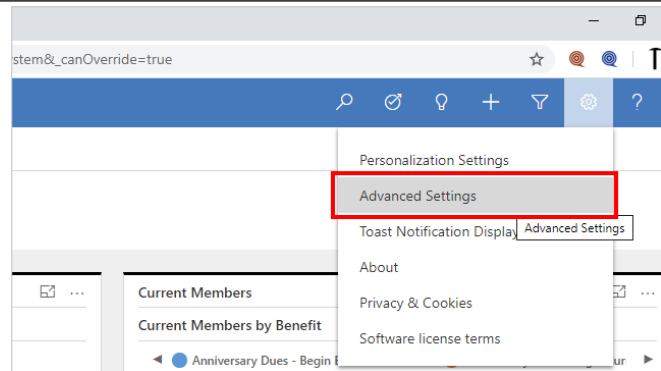 stem&_canOverride=true
?
Personalization Settings
Advanced Settings
Toast Notification Display
Advanced Settings
About
Privacy & Cookies
Software license terms
Current Members
Current Members by Benefit
Anniversary Dues - Begin